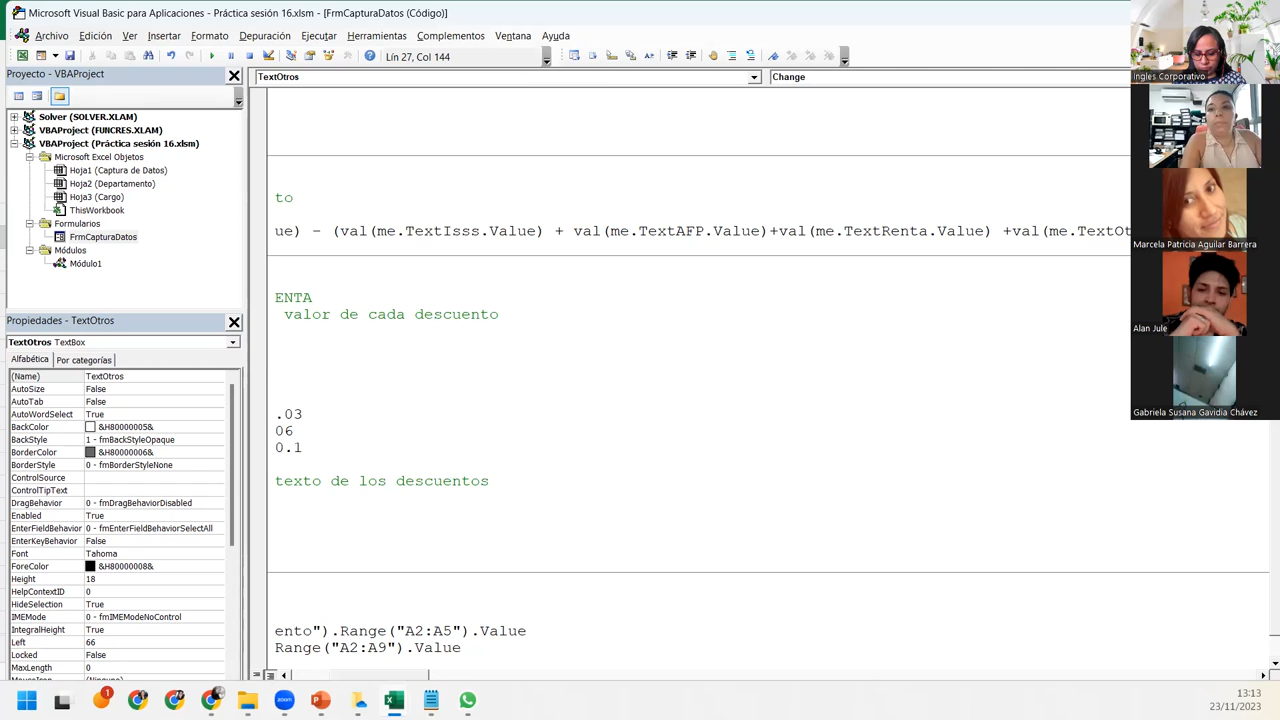 Microsoft Visual Basic para Aplicaciones - Práctica sesión 16.xlsm - [FrmCapturaDatos (Código)]
Archivo Edición Ver Insertar Formato Depuración Ejecutar Herramientas Complementos Ventana Ayuda
Lín 27, Col 144
Proyecto - VBAProject
TextOtros
Change
Solver (SOLVER.XLAM)
VBAProject (FUNCRES.XLAM)
VBAProject (Práctica sesión 16.xlsm)
Microsoft Excel Objetos
Hoja1 (Captura de Datos)
Hoja2 (Departamento)
Hoja3 (Cargo)
ThisWorkbook
Formularios
FrmCapturaDatos
Módulos
Módulo1
Propiedades - TextOtros
TextOtros TextBox
Alfabética Por categorías
(Name) TextOtros
AutoSize False
AutoTab False
AutoWordSelect True
BackColor &H80000005&
BackStyle 1 - fmBackStyleOpaque
BorderColor &H80000006&
BorderStyle 0 - fmBorderStyleNone
ControlSource
ControlTipText
DragBehavior 0 - fmDragBehaviorDisabled
Enabled True
EnterFieldBehavior 0 - fmEnterFieldBehaviorSelectAll
EnterKeyBehavior False
Font Tahoma
ForeColor &H80000008&
Height 18
HelpContextID 0
HideSelection True
IMEMode 0 - fmIMEModeNoControl
IntegralHeight True
Left 66
Locked False
MaxLength 0
to
ue) - (val(me.TextIsss.Value) + val(me.TextAFP.Value)+val(me.TextRenta.Value) +val(me.TextOt
ENTA
valor de cada descuento
.03
06
0.1
texto de los descuentos
ento").Range("A2:A5").Value
Range("A2:A9").Value
Ingles Corporativo
Marcela Patricia Aguilar Barrera
Alan Jule
Gabriela Susana Gavidia Chávez
1
zoom
13:13
23/11/2023